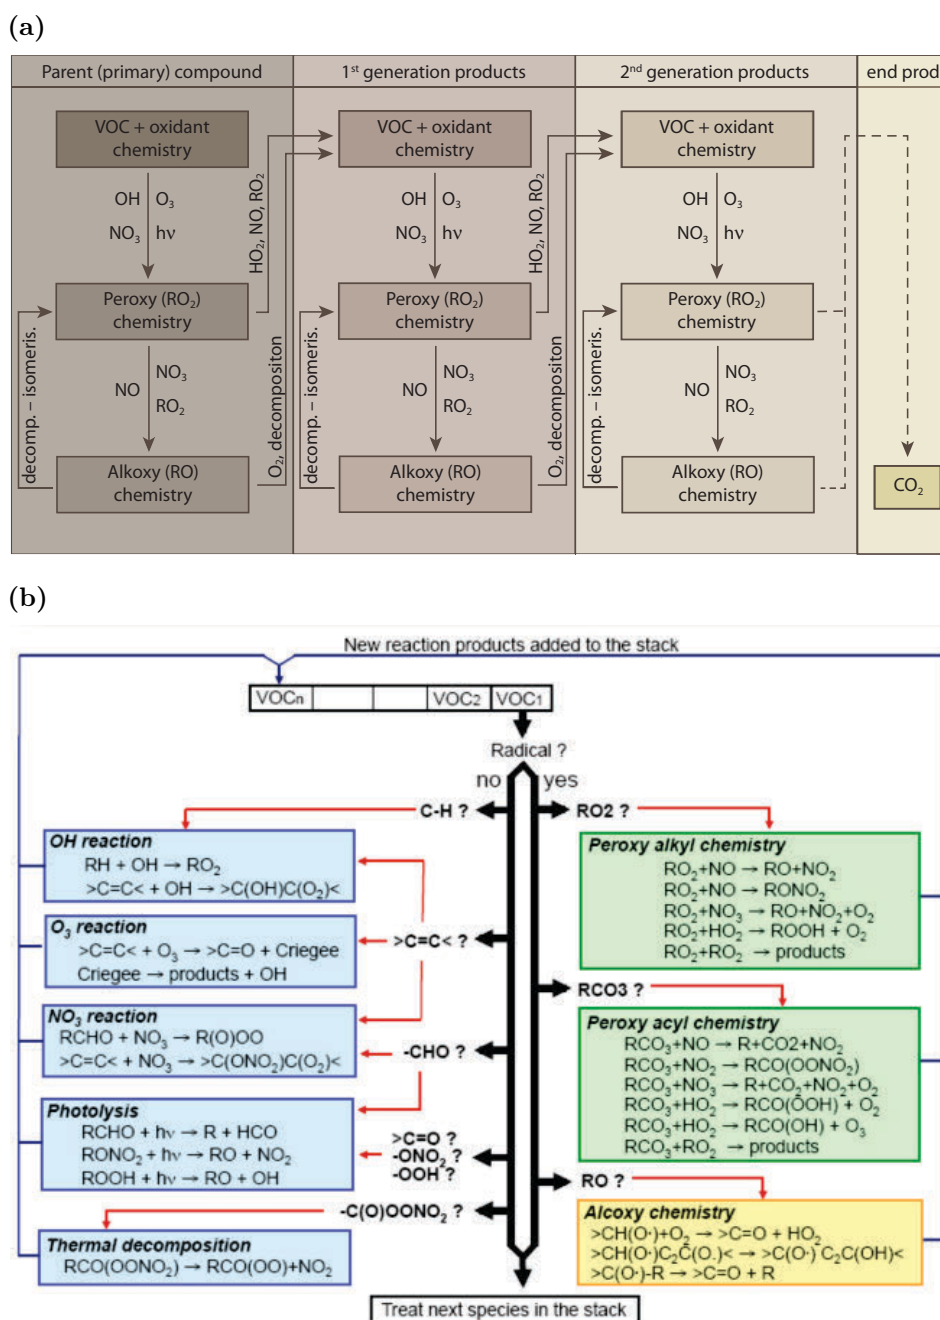 (a)
Parent (primary) compound
1st generation products
2nd generation products
end prod
VOC + oxidant
chemistry
VOC + oxidant
chemistry
VOC + oxidant
chemistry
OH O₃
NO₃ hν
HO₂, NO, RO₂
OH O₃
NO₃ hν
HO₂, NO, RO₂
OH O₃
NO₃ hν
Peroxy (RO₂)
chemistry
Peroxy (RO₂)
chemistry
Peroxy (RO₂)
chemistry
decomp. – isomeris.
NO NO₃
RO₂
O₂, decompositon
decomp. – isomeris.
NO NO₃
RO₂
O₂, decompositon
decomp. – isomeris.
NO NO₃
RO₂
Alkoxy (RO)
chemistry
Alkoxy (RO)
chemistry
Alkoxy (RO)
chemistry
CO₂
(b)
New reaction products added to the stack
VOCn VOC2 VOC1
Radical ?
no yes
C-H ?
OH reaction
RH + OH → RO₂
>C=C< + OH → >C(OH)C(O₂)<
>C=C< ?
O₃ reaction
>C=C< + O₃ → >C=O + Criegee
Criegee → products + OH
NO₃ reaction
RCHO + NO₃ → R(O)OO
>C=C< + NO₃ → >C(ONO₂)C(O₂)<
-CHO ?
Photolysis
RCHO + hν → R + HCO
RONO₂ + hν → RO + NO₂
ROOH + hν → RO + OH
>C=O ?
-ONO₂ ?
-OOH ?
-C(O)OONO₂ ?
Thermal decomposition
RCO(OONO₂) → RCO(OO)+NO₂
RO2 ?
Peroxy alkyl chemistry
RO₂+NO → RO+NO₂
RO₂+NO → RONO₂
RO₂+NO₃ → RO+NO₂+O₂
RO₂+HO₂ → ROOH + O₂
RO₂+RO₂ → products
RCO3 ?
Peroxy acyl chemistry
RCO₃+NO → R+CO2+NO₂
RCO₃+NO₂ → RCO(OONO₂)
RCO₃+NO₃ → R+CO₂+NO₂+O₂
RCO₃+HO₂ → RCO(OOH) + O₂
RCO₃+HO₂ → RCO(OH) + O₃
RCO₃+RO₂ → products
RO ?
Alcoxy chemistry
>CH(O·)+O₂ → >C=O + HO₂
>CH(O·)C₂C(O.)< → >C(O·) C₂C(OH)<
>C(O·)-R → >C=O + R
Treat next species in the stack